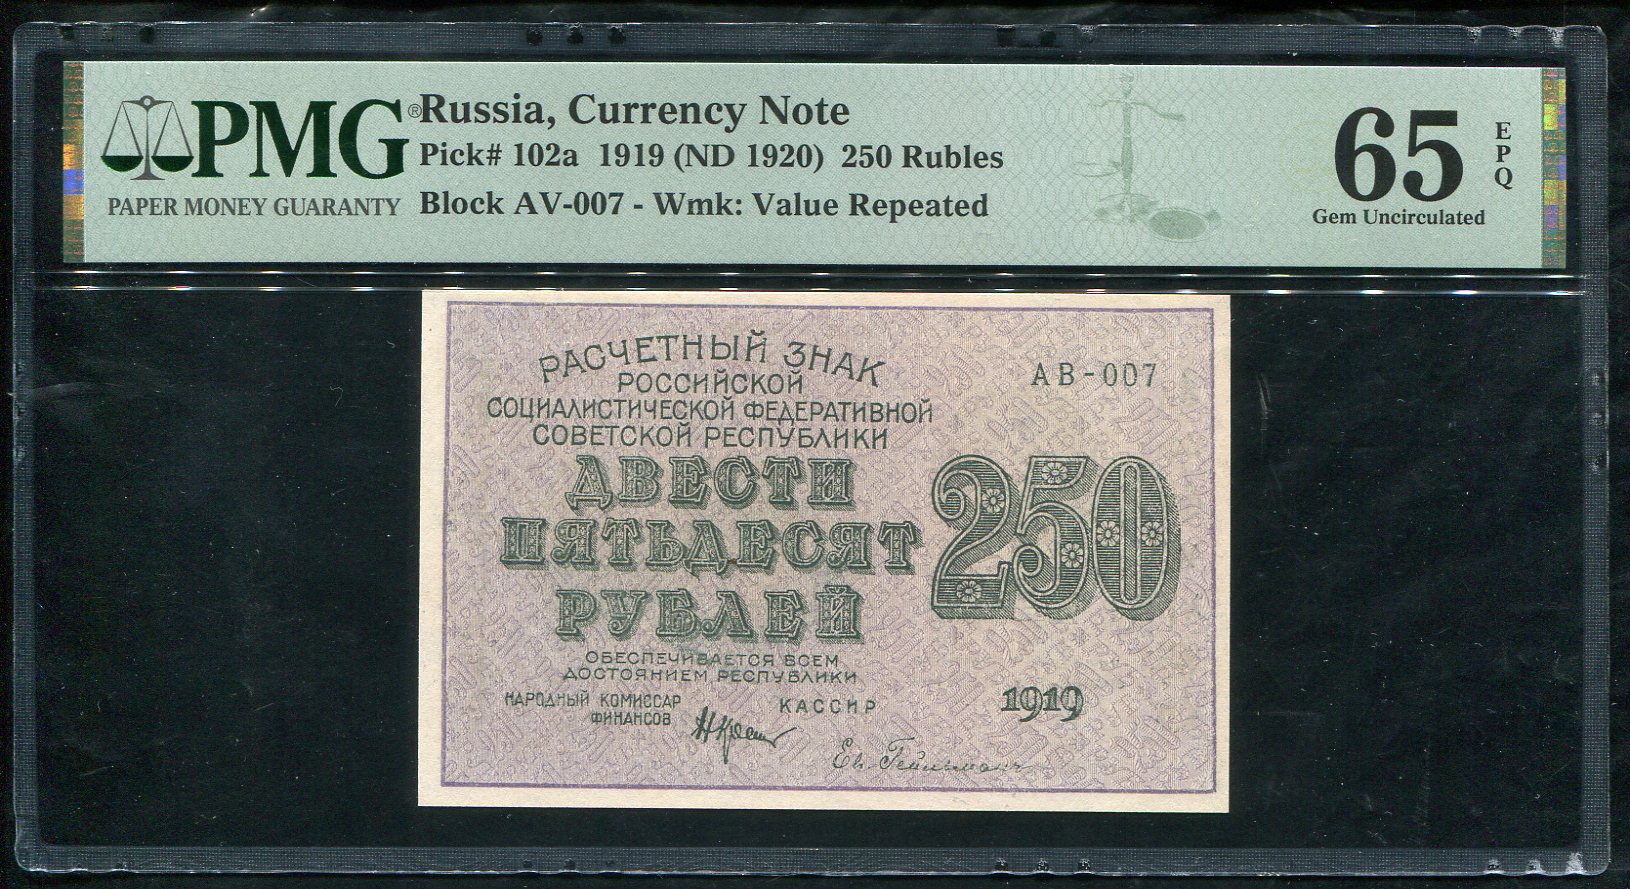 PMG®
PAPER MONEY GUARANTY
Russia, Currency Note
Pick# 102a 1919 (ND 1920) 250 Rubles
Block AV-007 - Wmk: Value Repeated
65
EPQ
Gem Uncirculated
РАСЧЕТНЫЙ ЗНАК
РОССИЙСКОЙ
СОЦИАЛИСТИЧЕСКОЙ ФЕДЕРАТИВНОЙ
СОВЕТСКОЙ РЕСПУБЛИКИ
АВ-007
ДВЕСТИ
ПЯТЬДЕСЯТ
РУБЛЕЙ
250
ОБЕСПЕЧИВАЕТСЯ ВСЕМ
ДОСТОЯНИЕМ РЕСПУБЛИКИ
НАРОДНЫЙ КОМИССАР
ФИНАНСОВ
КАССИР
1919